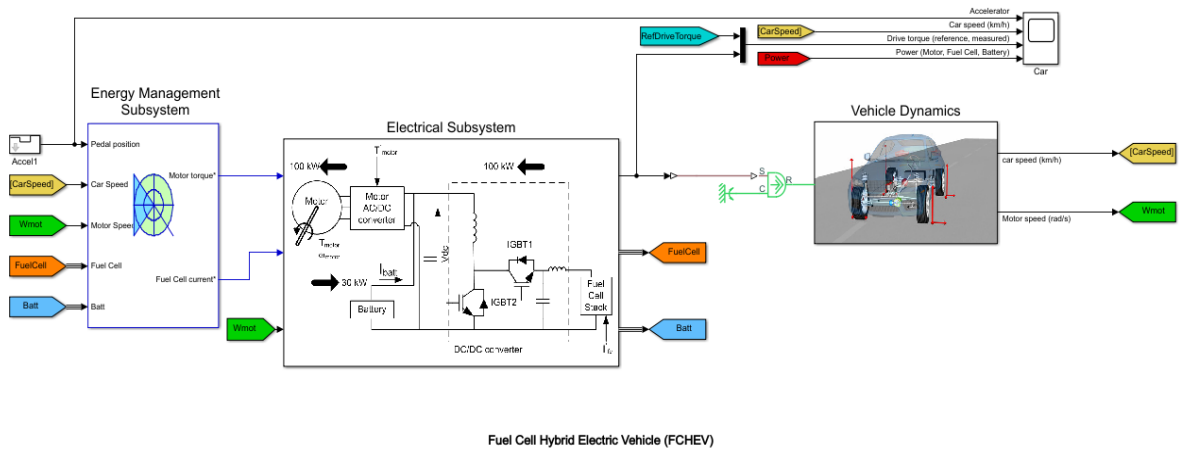 Accelerator
Car speed (km/h)
Drive torque (reference, measured)
Power (Motor, Fuel Cell, Battery)
RefDriveTorque
CarSpeed]
Power
Car
Energy Management
Subsystem
Accel1
Pedal position
[CarSpeed]
Car Speed
Wmot
Motor Speed
FuelCell
Fuel Cell
Batt
Batt
Motor torque*
Fuel Cell current*
Electrical Subsystem
100 kW
T*motor
100 kW
Motor
Motor
AC/DC
converter
Tmotor
Vdc
30 kW
Ibatt
Battury
IGBT1
IGBT2
Fuel
Cell
Stack
DC/DC converter
Wmot
FuelCell
Batt
S
C
R
Vehicle Dynamics
car speed (km/h)
Motor speed (rad/s)
[CarSpeed]
Wmot
Fuel Cell Hybrid Electric Vehicle (FCHEV)